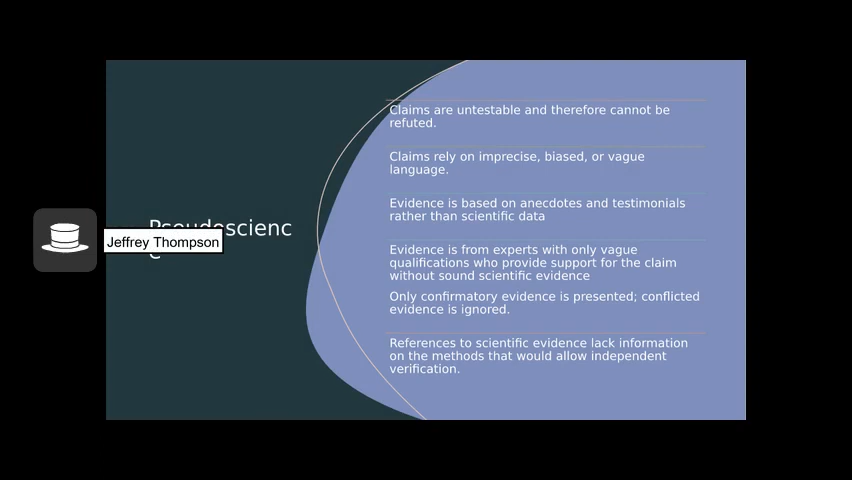 Pseudoscienc
e
Jeffrey Thompson
Claims are untestable and therefore cannot be
refuted.
Claims rely on imprecise, biased, or vague
language.
Evidence is based on anecdotes and testimonials
rather than scientific data
Evidence is from experts with only vague
qualifications who provide support for the claim
without sound scientific evidence
Only confirmatory evidence is presented; conflicted
evidence is ignored.
References to scientific evidence lack information
on the methods that would allow independent
verification.